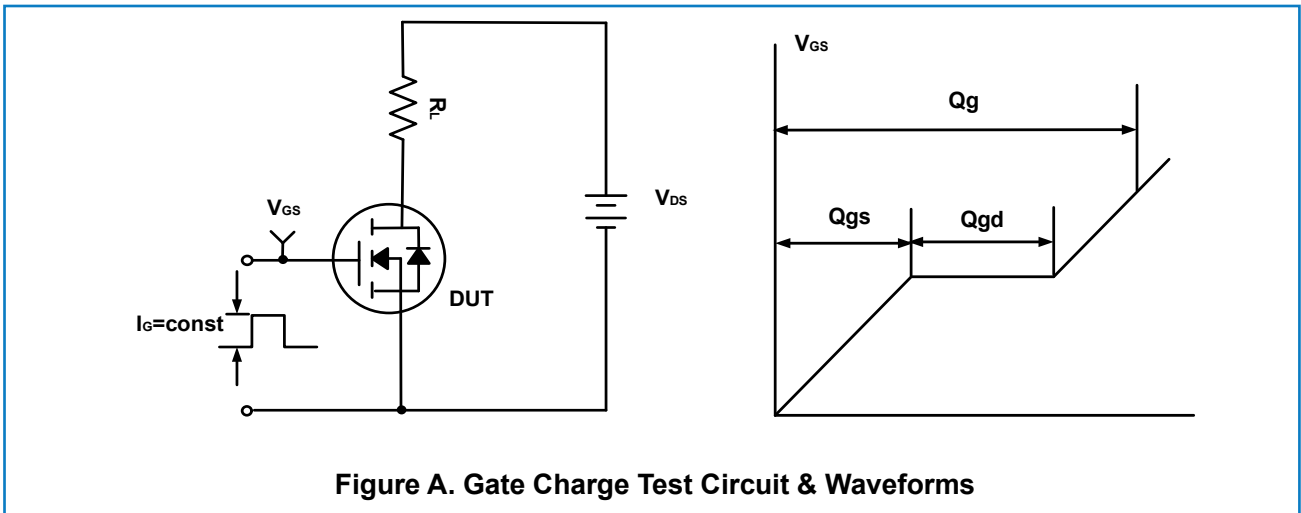 RL
VGS
VDS
DUT
IG=const
VGS
Qg
Qgs
Qgd
Figure A. Gate Charge Test Circuit & Waveforms